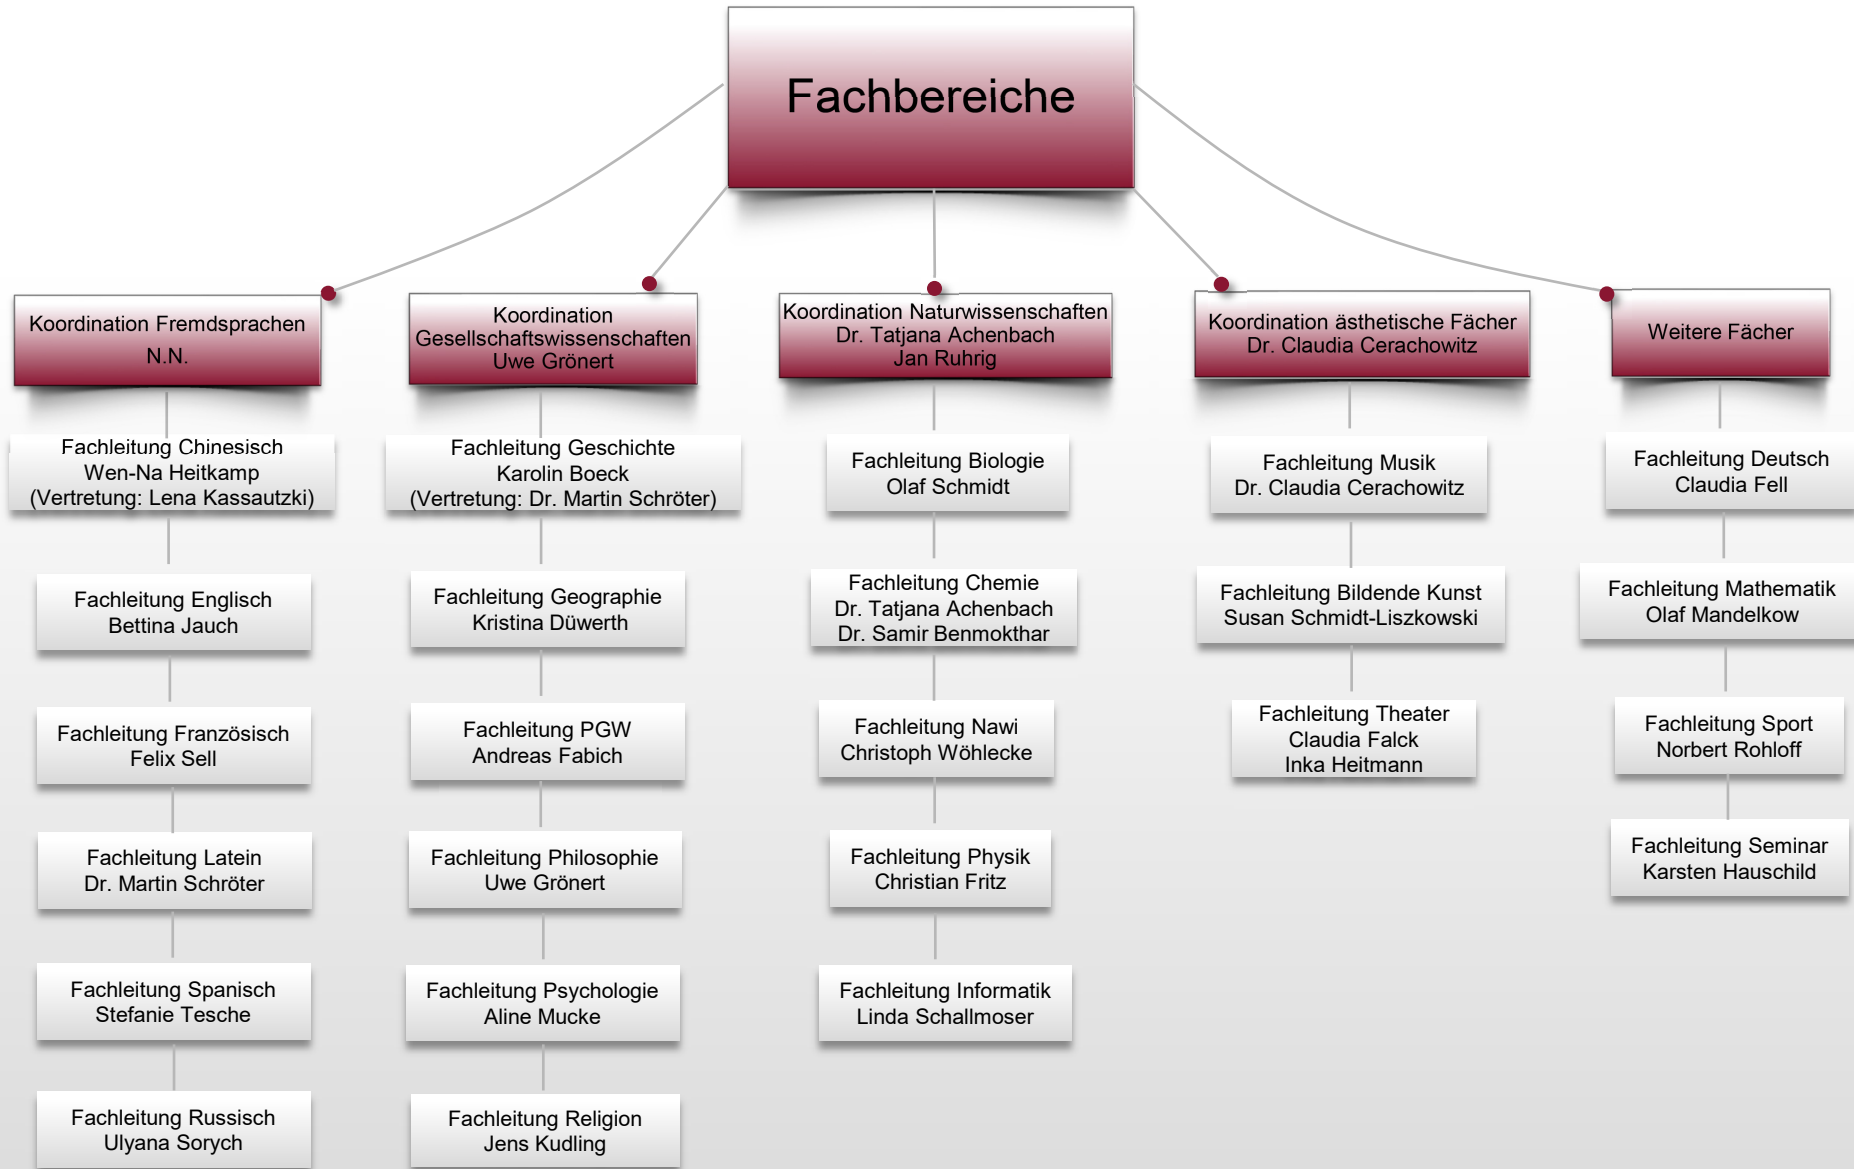 Fachbereiche
Koordination Fremdsprachen
N.N.
Fachleitung Chinesisch
Wen-Na Heitkamp
(Vertretung: Lena Kassautzki)
Fachleitung Englisch
Bettina Jauch
Fachleitung Französisch
Felix Sell
Fachleitung Latein
Dr. Martin Schröter
Fachleitung Spanisch
Stefanie Tesche
Fachleitung Russisch
Ulyana Sorych
Koordination
Gesellschaftswissenschaften
Uwe Grönert
Fachleitung Geschichte
Karolin Boeck
(Vertretung: Dr. Martin Schröter)
Fachleitung Geographie
Kristina Düwerth
Fachleitung PGW
Andreas Fabich
Fachleitung Philosophie
Uwe Grönert
Fachleitung Psychologie
Aline Mucke
Fachleitung Religion
Jens Kudling
Koordination Naturwissenschaften
Dr. Tatjana Achenbach
Jan Ruhrig
Fachleitung Biologie
Olaf Schmidt
Fachleitung Chemie
Dr. Tatjana Achenbach
Dr. Samir Benmokthar
Fachleitung Nawi
Christoph Wöhlecke
Fachleitung Physik
Christian Fritz
Fachleitung Informatik
Linda Schallmoser
Koordination ästhetische Fächer
Dr. Claudia Cerachowitz
Fachleitung Musik
Dr. Claudia Cerachowitz
Fachleitung Bildende Kunst
Susan Schmidt-Liszkowski
Fachleitung Theater
Claudia Falck
Inka Heitmann
Weitere Fächer
Fachleitung Deutsch
Claudia Fell
Fachleitung Mathematik
Olaf Mandelkow
Fachleitung Sport
Norbert Rohloff
Fachleitung Seminar
Karsten Hauschild